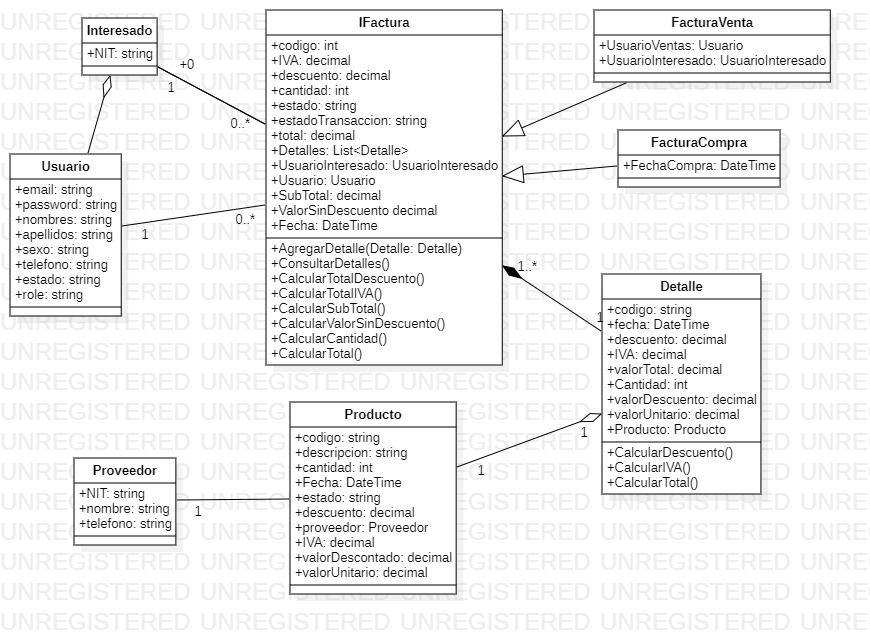 Interesado
+NIT: string
+0
1
0..*
Usuario
+email: string
+password: string
+nombres: string
+apellidos: string
+sexo: string
+telefono: string
+estado: string
+role: string
1
0..*
IFactura
+codigo: int
+IVA: decimal
+descuento: decimal
+cantidad: int
+estado: string
+estadoTransaccion: string
+total: decimal
+Detalles: List<Detalle>
+UsuarioInteresado: UsuarioInteresado
+Usuario: Usuario
+SubTotal: decimal
+ValorSinDescuento decimal
+Fecha: DateTime
+AgregarDetalle(Detalle: Detalle)
+ConsultarDetalles()
+CalcularTotalDescuento()
+CalcularTotalIVA()
+CalcularSubTotal()
+CalcularValorSinDescuento()
+CalcularCantidad()
+CalcularTotal()
FacturaVenta
+UsuarioVentas: Usuario
+UsuarioInteresado: UsuarioInteresado
FacturaCompra
+FechaCompra: DateTime
1..*
1
Detalle
+codigo: string
+fecha: DateTime
+descuento: decimal
+IVA: decimal
+valorTotal: decimal
+Cantidad: int
+valorDescuento: decimal
+valorUnitario: decimal
+Producto: Producto
+CalcularDescuento()
+CalcularIVA()
+CalcularTotal()
1
1
Producto
+codigo: string
+descripcion: string
+cantidad: int
+Fecha: DateTime
+estado: string
+descuento: decimal
+proveedor: Proveedor
+IVA: decimal
+valorDescontado: decimal
+valorUnitario: decimal
Proveedor
+NIT: string
+nombre: string
+telefono: string
1
UNREGISTERED UNREGISTERED UNREGISTERED UNREGISTERED